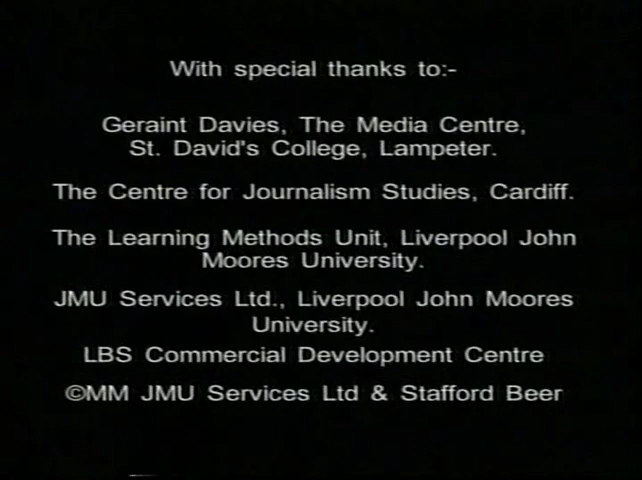 With special thanks to:-
Geraint Davies, The Media Centre,
St. David's College, Lampeter.
The Centre for Journalism Studies, Cardiff.
The Learning Methods Unit, Liverpool John
Moores University.
JMU Services Ltd., Liverpool John Moores
University.
LBS Commercial Development Centre
©MM JMU Services Ltd & Stafford Beer